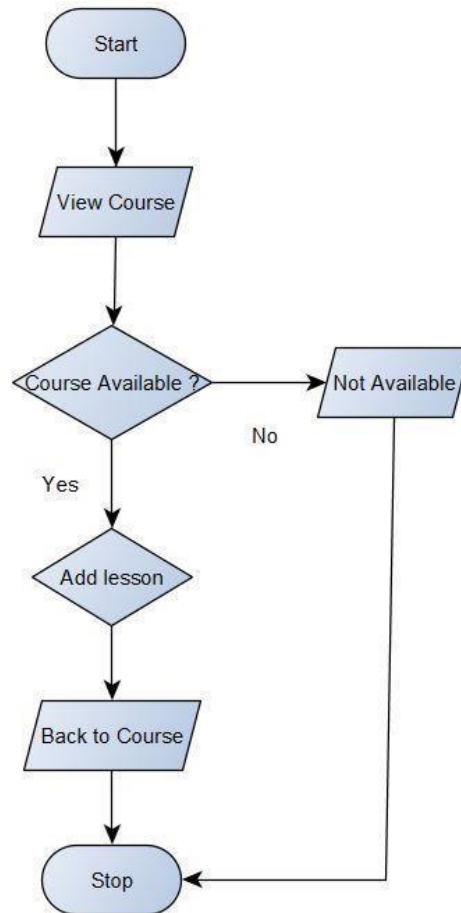 Start
View Course
Course Available ?
Not Available
No
Yes
Add lesson
Back to Course
Stop